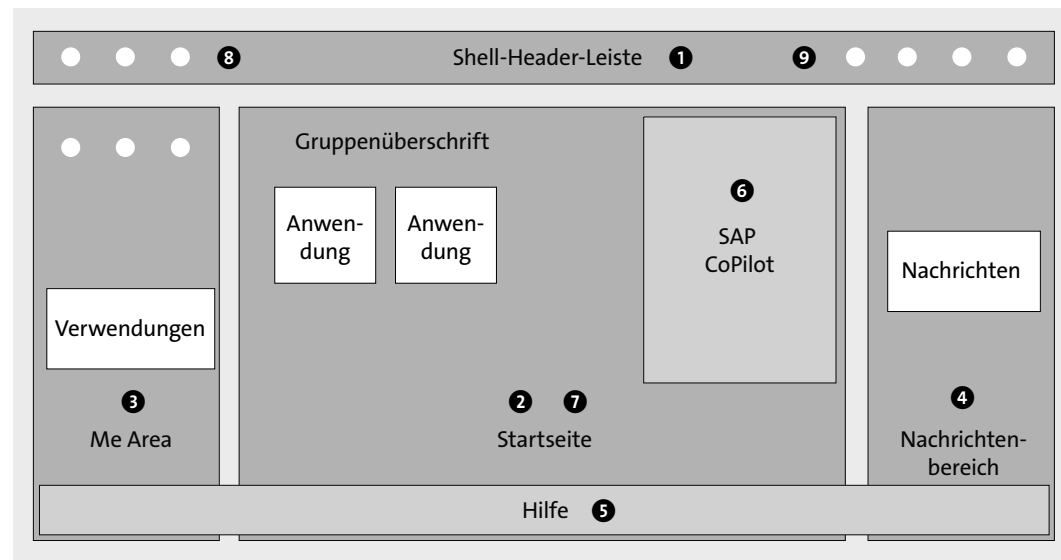 ❽ Shell-Header-Leiste ❶ ❾
Gruppenüberschrift
Anwen-
dung
Anwen-
dung
❻
SAP
CoPilot
Nachrichten
Verwendungen
❸
Me Area
❷ ❼
Startseite
❹
Nachrichten-
bereich
Hilfe ❺